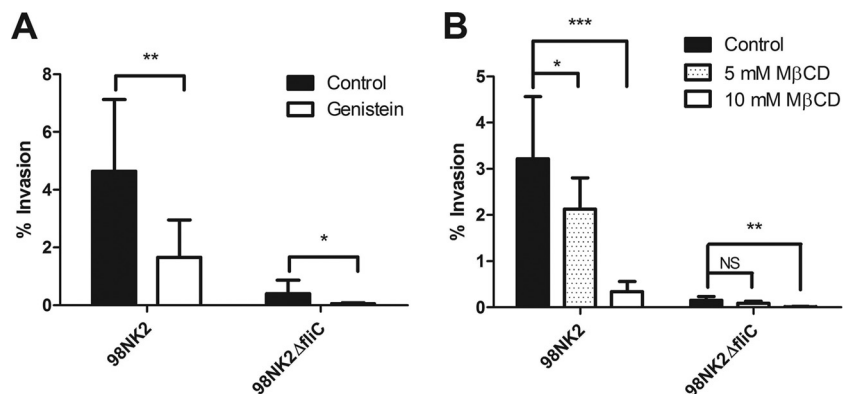 A
**
Control
Genistein
% Invasion
8
6
4
2
0
*
98NK2
98NK2ΔfliC
B
***
Control
5 mM MβCD
10 mM MβCD
*
% Invasion
5
4
3
2
1
0
**
NS
98NK2
98NK2ΔfliC